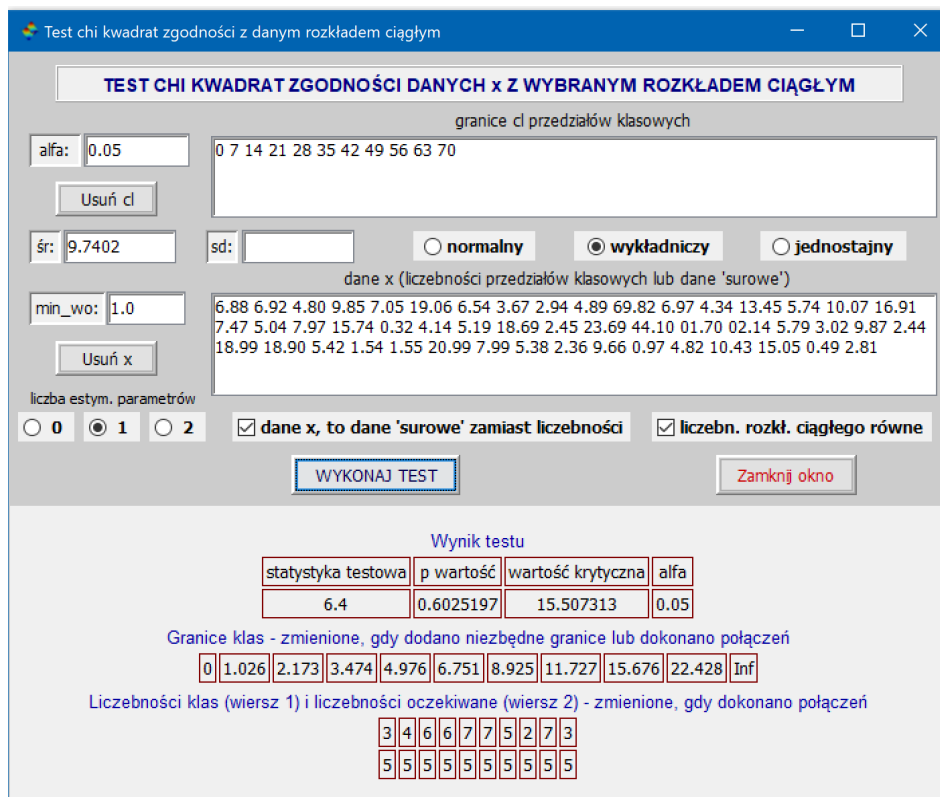 Test chi kwadrat zgodności z danym rozkładem ciągłym
TEST CHI KWADRAT ZGODNOŚCI DANYCH x Z WYBRANYM ROZKŁADEM CIĄGŁYM
granice cl przedziałów klasowych
alfa: 0.05
0 7 14 21 28 35 42 49 56 63 70
Usuń cl
śr: 9.7402 sd: normalny wykładniczy jednostajny
dane x (liczebności przedziałów klasowych lub dane 'surowe')
min_wo: 1.0
6.88 6.92 4.80 9.85 7.05 19.06 6.54 3.67 2.94 4.89 69.82 6.97 4.34 13.45 5.74 10.07 16.91
7.47 5.04 7.97 15.74 0.32 4.14 5.19 18.69 2.45 23.69 44.10 01.70 02.14 5.79 3.02 9.87 2.44
18.99 18.90 5.42 1.54 1.55 20.99 7.99 5.38 2.36 9.66 0.97 4.82 10.43 15.05 0.49 2.81
Usuń x
liczba estym. parametrów
0 1 2 dane x, to dane 'surowe' zamiast liczebności liczebn. rozkł. ciągłego równe
WYKONAJ TEST Zamknij okno
Wynik testu
statystyka testowa p wartość wartość krytyczna alfa
6.4 0.6025197 15.507313 0.05
Granice klas - zmienione, gdy dodano niezbędne granice lub dokonano połączeń
0 1.026 2.173 3.474 4.976 6.751 8.925 11.727 15.676 22.428 Inf
Liczebności klas (wiersz 1) i liczebności oczekiwane (wiersz 2) - zmienione, gdy dokonano połączeń
3 4 6 6 7 7 5 2 7 3
5 5 5 5 5 5 5 5 5 5